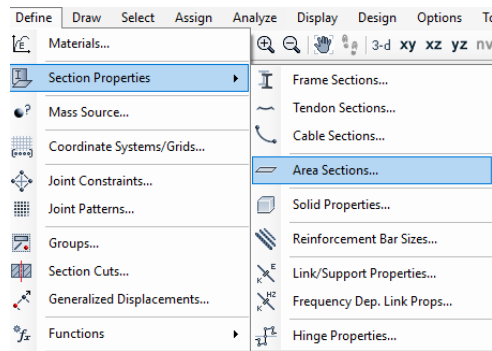 Define Draw Select Assign Analyze Display Design Options
Materials... 3-d xy xz yz nv
Section Properties
Mass Source...
Coordinate Systems/Grids...
Joint Constraints...
Joint Patterns...
Groups...
Section Cuts...
Generalized Displacements...
Functions
Frame Sections...
Tendon Sections...
Cable Sections...
Area Sections...
Solid Properties...
Reinforcement Bar Sizes...
Link/Support Properties...
Frequency Dep. Link Props...
Hinge Properties...